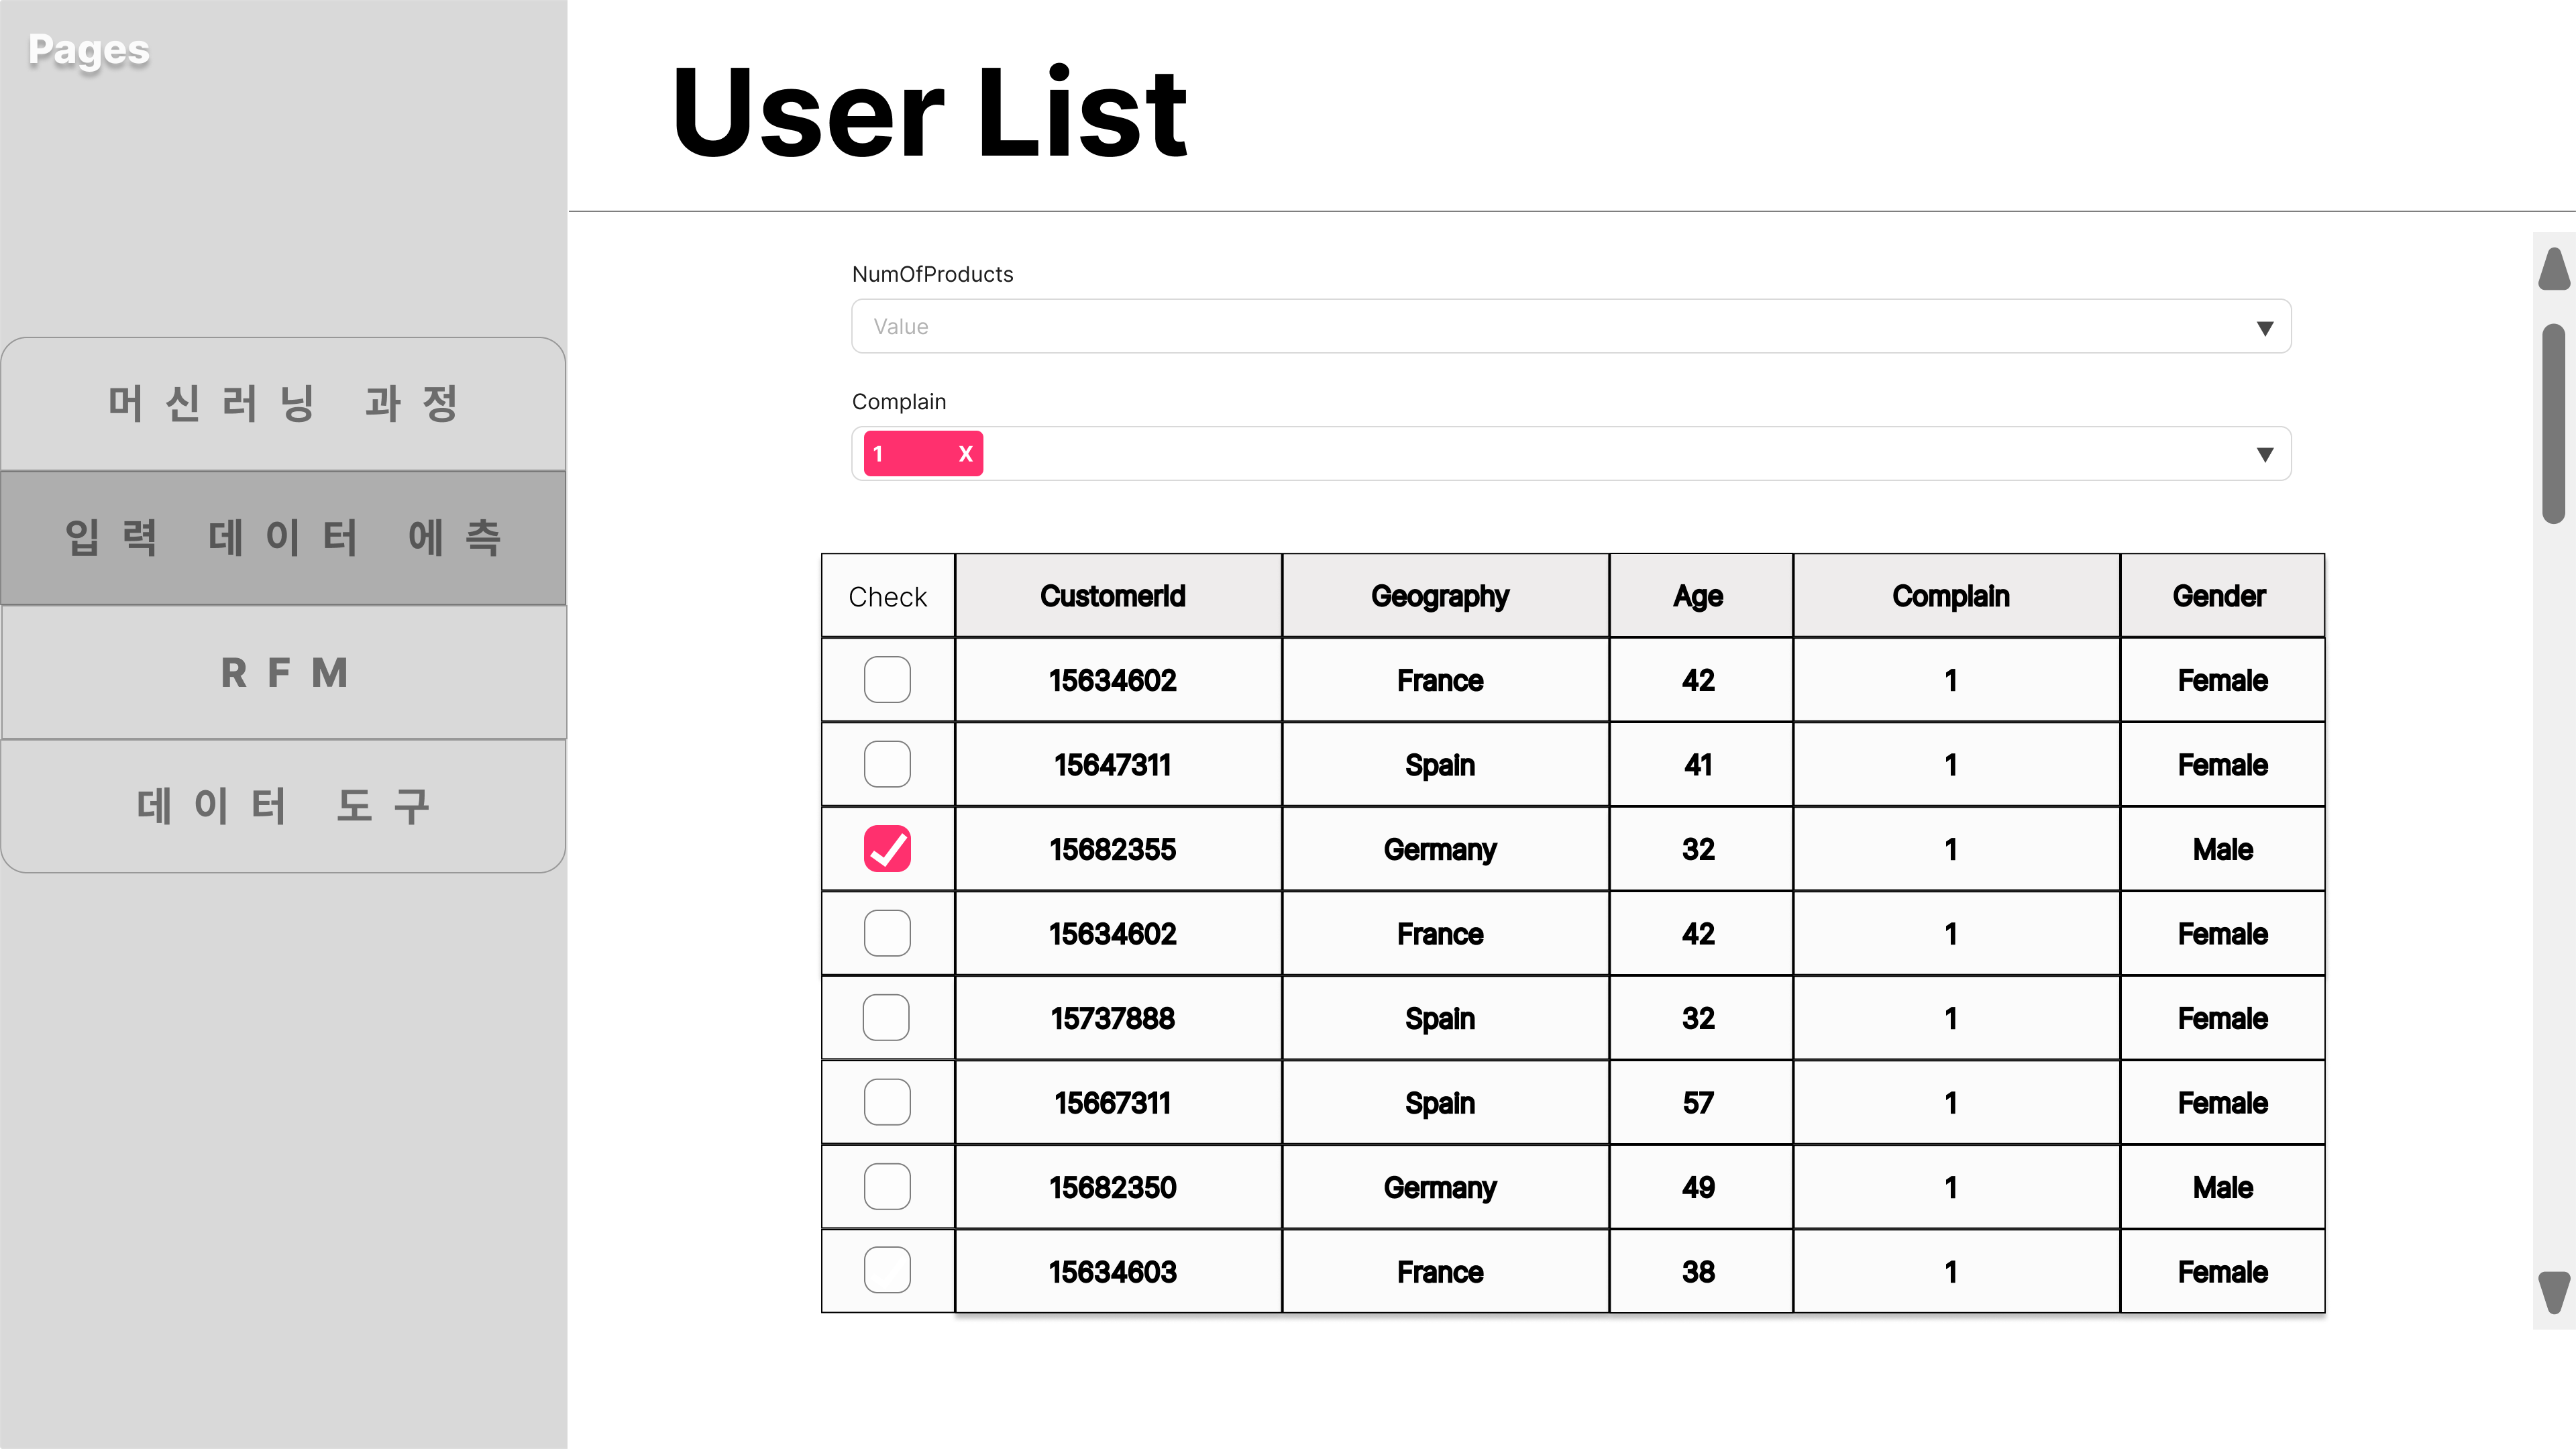 Pages
머신러닝 과정
입력 데이터 에측
RFM
데이터 도구
User List
NumOfProducts
Value
Complain
1 X
Check CustomerId Geography Age Complain Gender
15634602 France 42 1 Female
15647311 Spain 41 1 Female
15682355 Germany 32 1 Male
15634602 France 42 1 Female
15737888 Spain 32 1 Female
15667311 Spain 57 1 Female
15682350 Germany 49 1 Male
15634603 France 38 1 Female